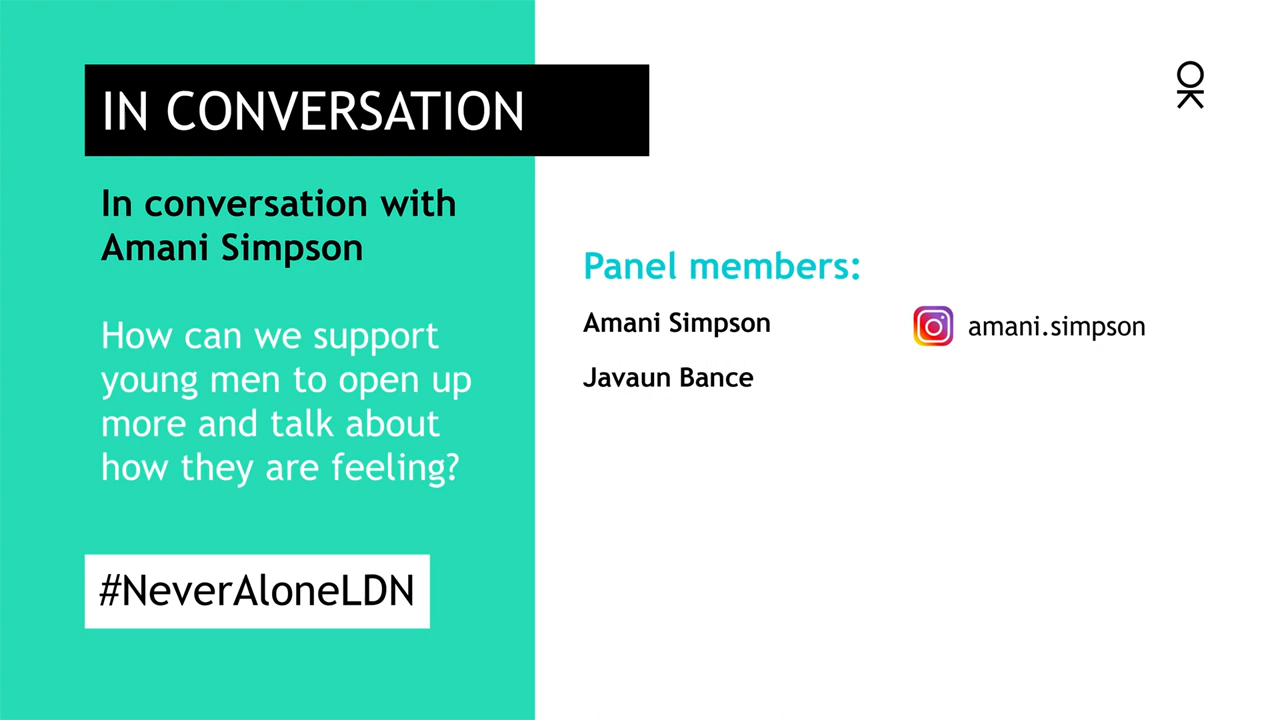 IN CONVERSATION
In conversation with
Amani Simpson
How can we support
young men to open up
more and talk about
how they are feeling?
#NeverAloneLDN
OK
Panel members:
Amani Simpson
amani.simpson
Javaun Bance